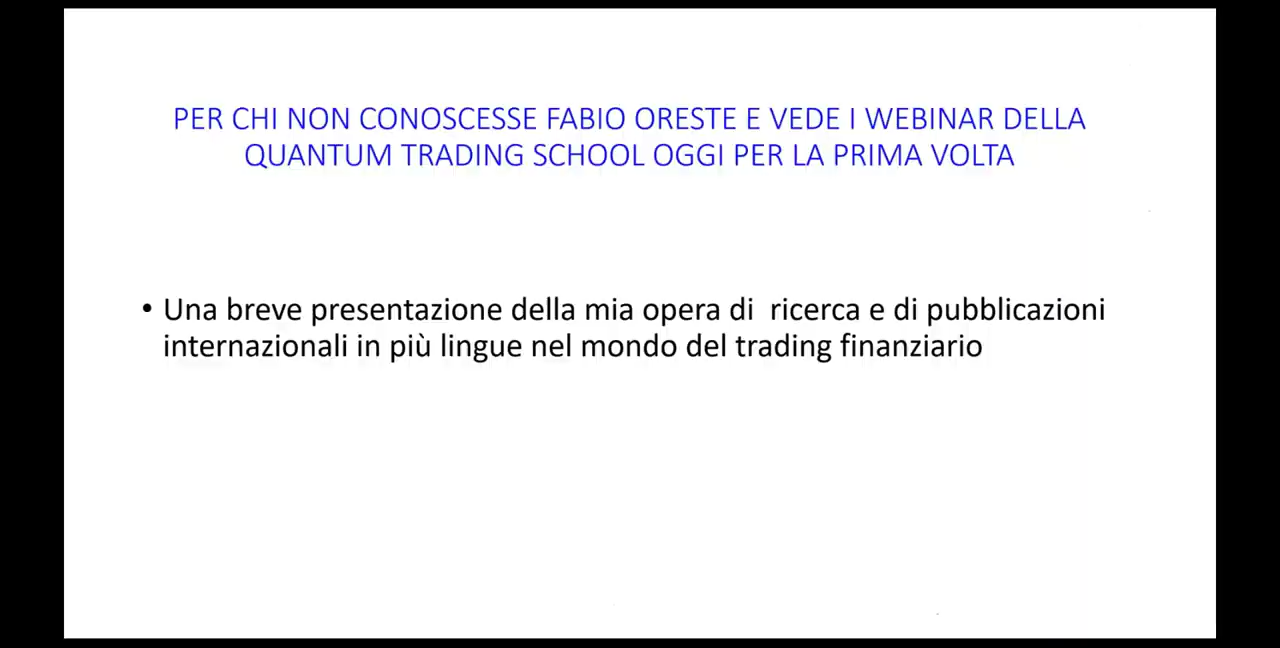 PER CHI NON CONOSCESSE FABIO ORESTE E VEDE I WEBINAR DELLA
QUANTUM TRADING SCHOOL OGGI PER LA PRIMA VOLTA
• Una breve presentazione della mia opera di ricerca e di pubblicazioni
internazionali in più lingue nel mondo del trading finanziario